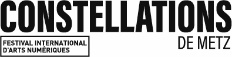 CONSTELLATIONS
DE METZ
FESTIVAL INTERNATIONAL
D'ARTS NUMÉRIQUES